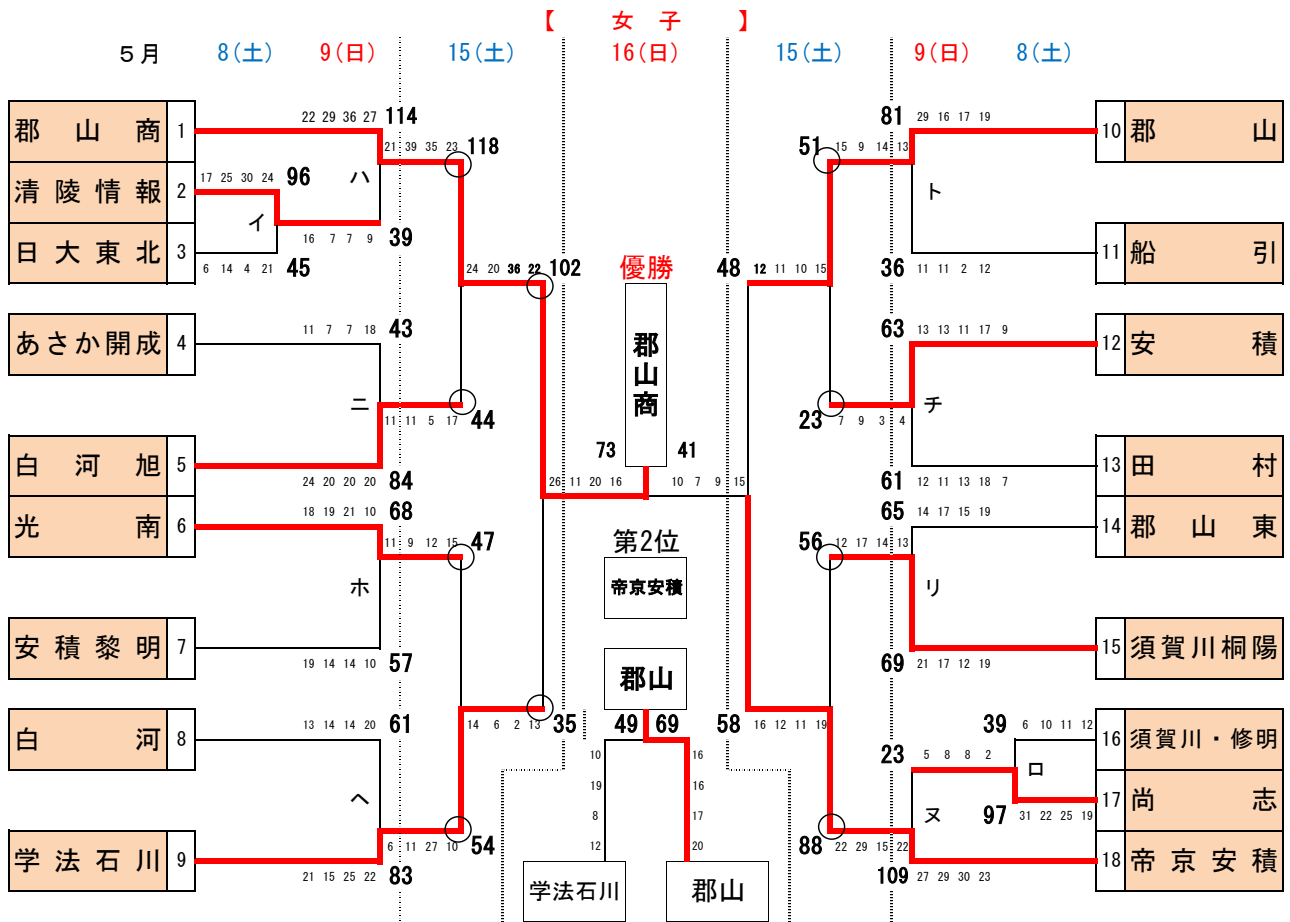 【 女 子 】
5月 8(土) 9(日) 15(土) 16(日) 15(土) 9(日) 8(土)
郡山商 1
22 29 36 27 114
21 39 35 23 118
清陵情報 2
17 25 30 24 96
イ
ハ
日大東北 3
6 14 4 21 45
16 7 7 9 39
24 20 36 22 102
あさか開成 4
11 7 7 18 43
ニ
11 11 5 17 44
白河旭 5
24 20 20 20 84
光南 6
18 19 21 10 68
11 9 12 15 47
ホ
安積黎明 7
19 14 14 10 57
14 6 2 13 35
白河 8
13 14 14 20 61
ヘ
6 11 27 10 54
学法石川 9
21 15 25 22 83
優勝
郡山商
73 41
26 11 20 16
10 7 9 15
第2位
帝京安積
郡山
49 69
10 19 8 12
16 16 17 20
学法石川
郡山
81 29 16 17 19
10 郡山
51 15 9 14 13
ト
36 11 11 2 12
11 船引
48 12 11 10 15
63 13 13 11 17 9
12 安積
23 7 9 3 4
チ
61 12 11 13 18 7
13 田村
65 14 17 15 19
14 郡山東
56 12 17 14 13
リ
69 21 17 12 19
15 須賀川桐陽
58 16 12 11 19
39 6 10 11 12
16 須賀川・修明
23 5 8 8 2
ロ
97 31 22 25 19
17 尚志
ヌ
88 22 29 15 22
109 27 29 30 23
18 帝京安積